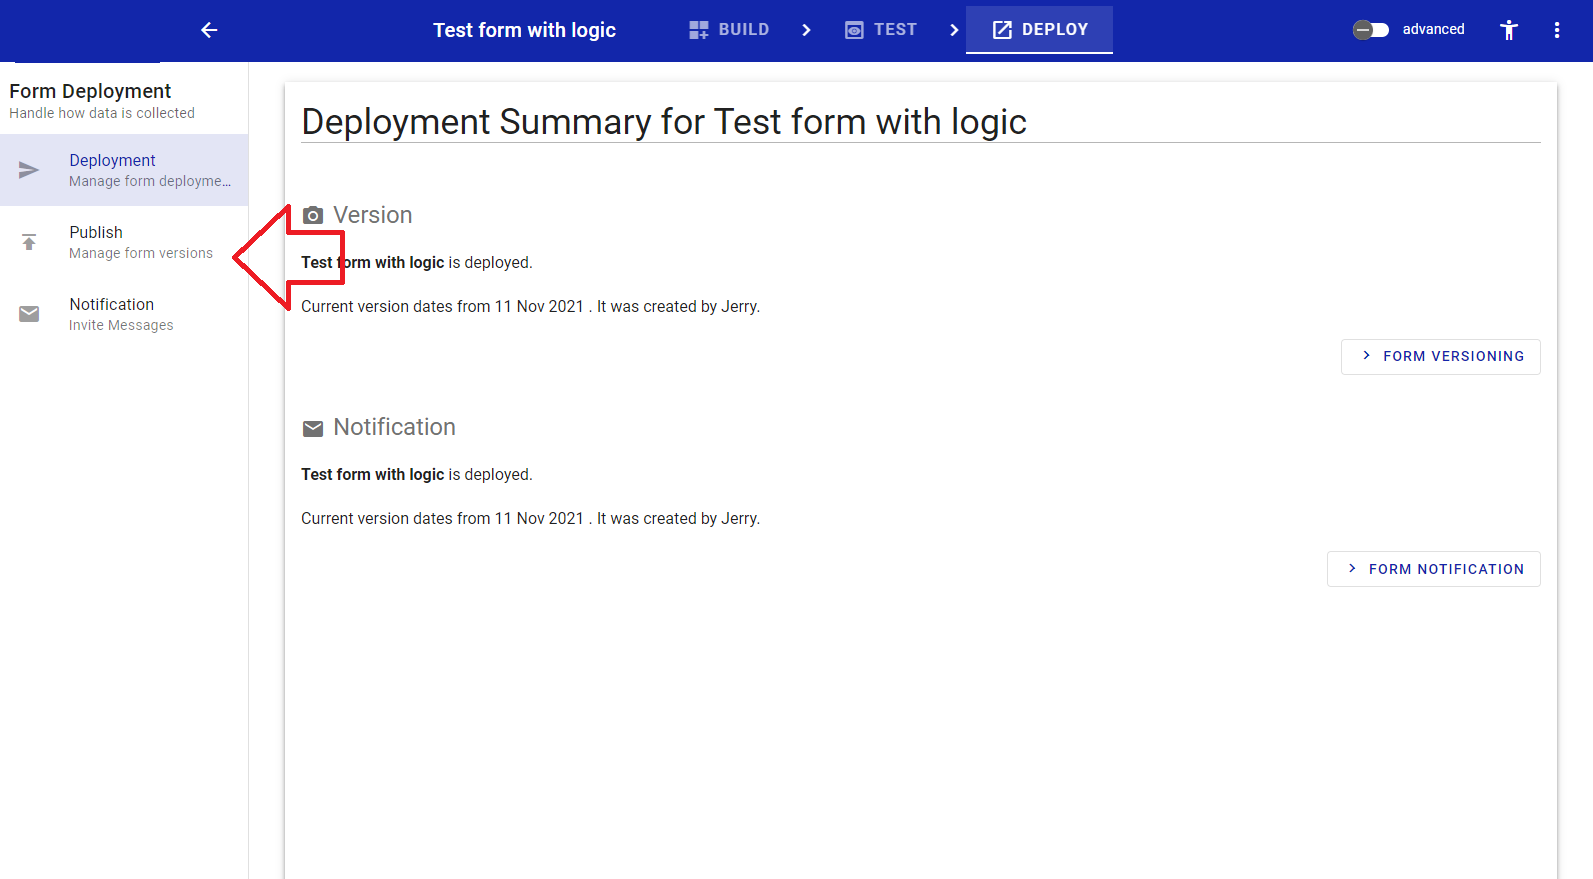 Test form with logic
BUILD
TEST
DEPLOY
advanced
Form Deployment
Handle how data is collected
Deployment
Manage form deployme...
Publish
Manage form versions
Notification
Invite Messages
Deployment Summary for Test form with logic
Version
Test form with logic is deployed.
Current version dates from 11 Nov 2021 . It was created by Jerry.
FORM VERSIONING
Notification
Test form with logic is deployed.
Current version dates from 11 Nov 2021 . It was created by Jerry.
FORM NOTIFICATION